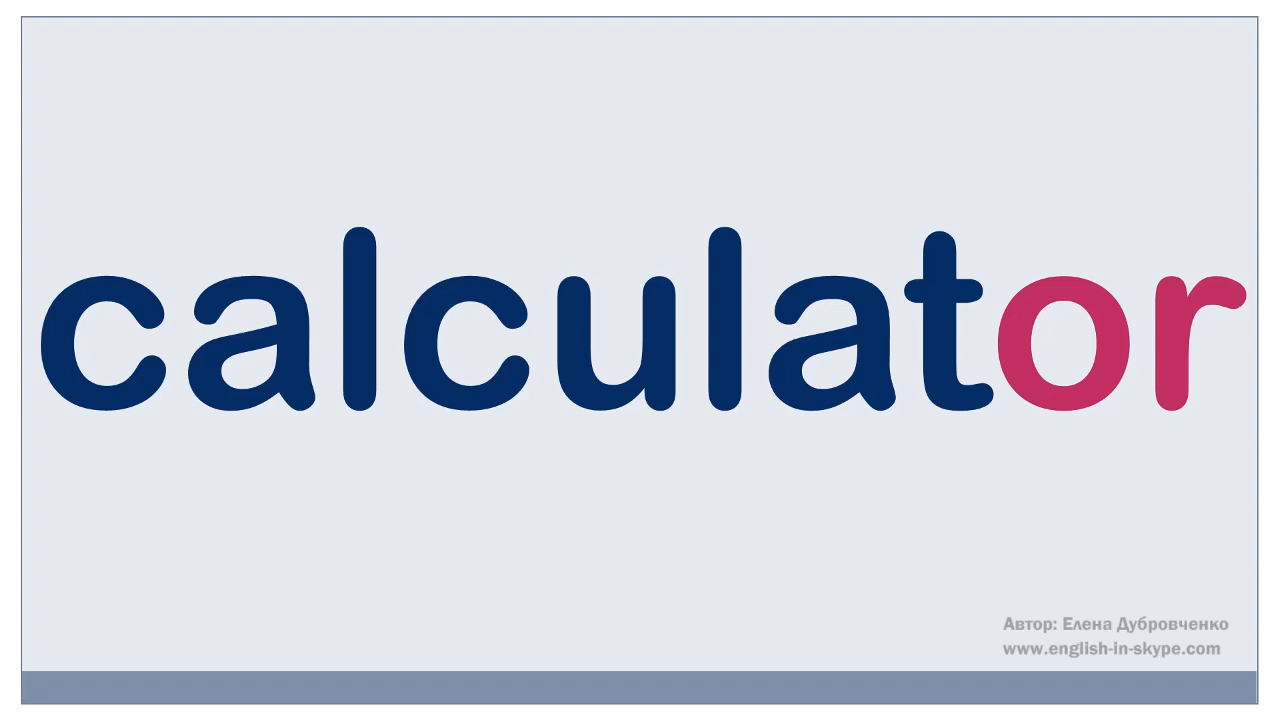 calculator
Автор: Елена Дубровченко
www.english-in-skype.com